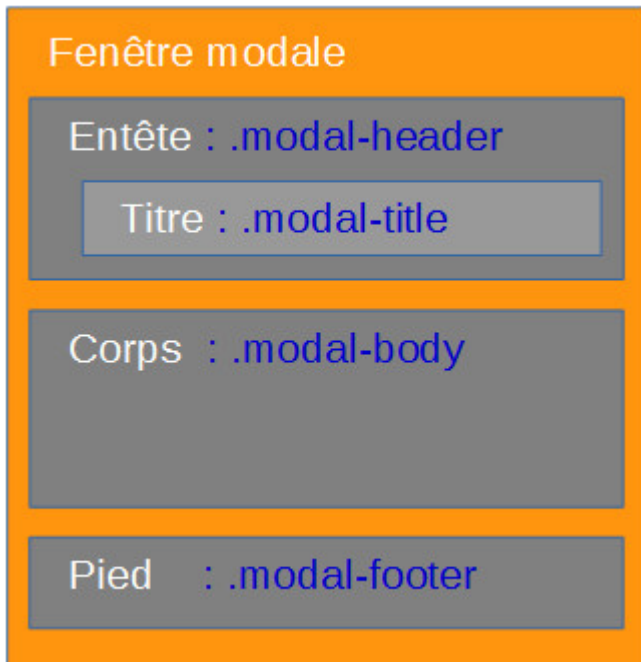 Fenêtre modale
Entête : .modal-header
Titre : .modal-title
Corps : .modal-body
Pied : .modal-footer